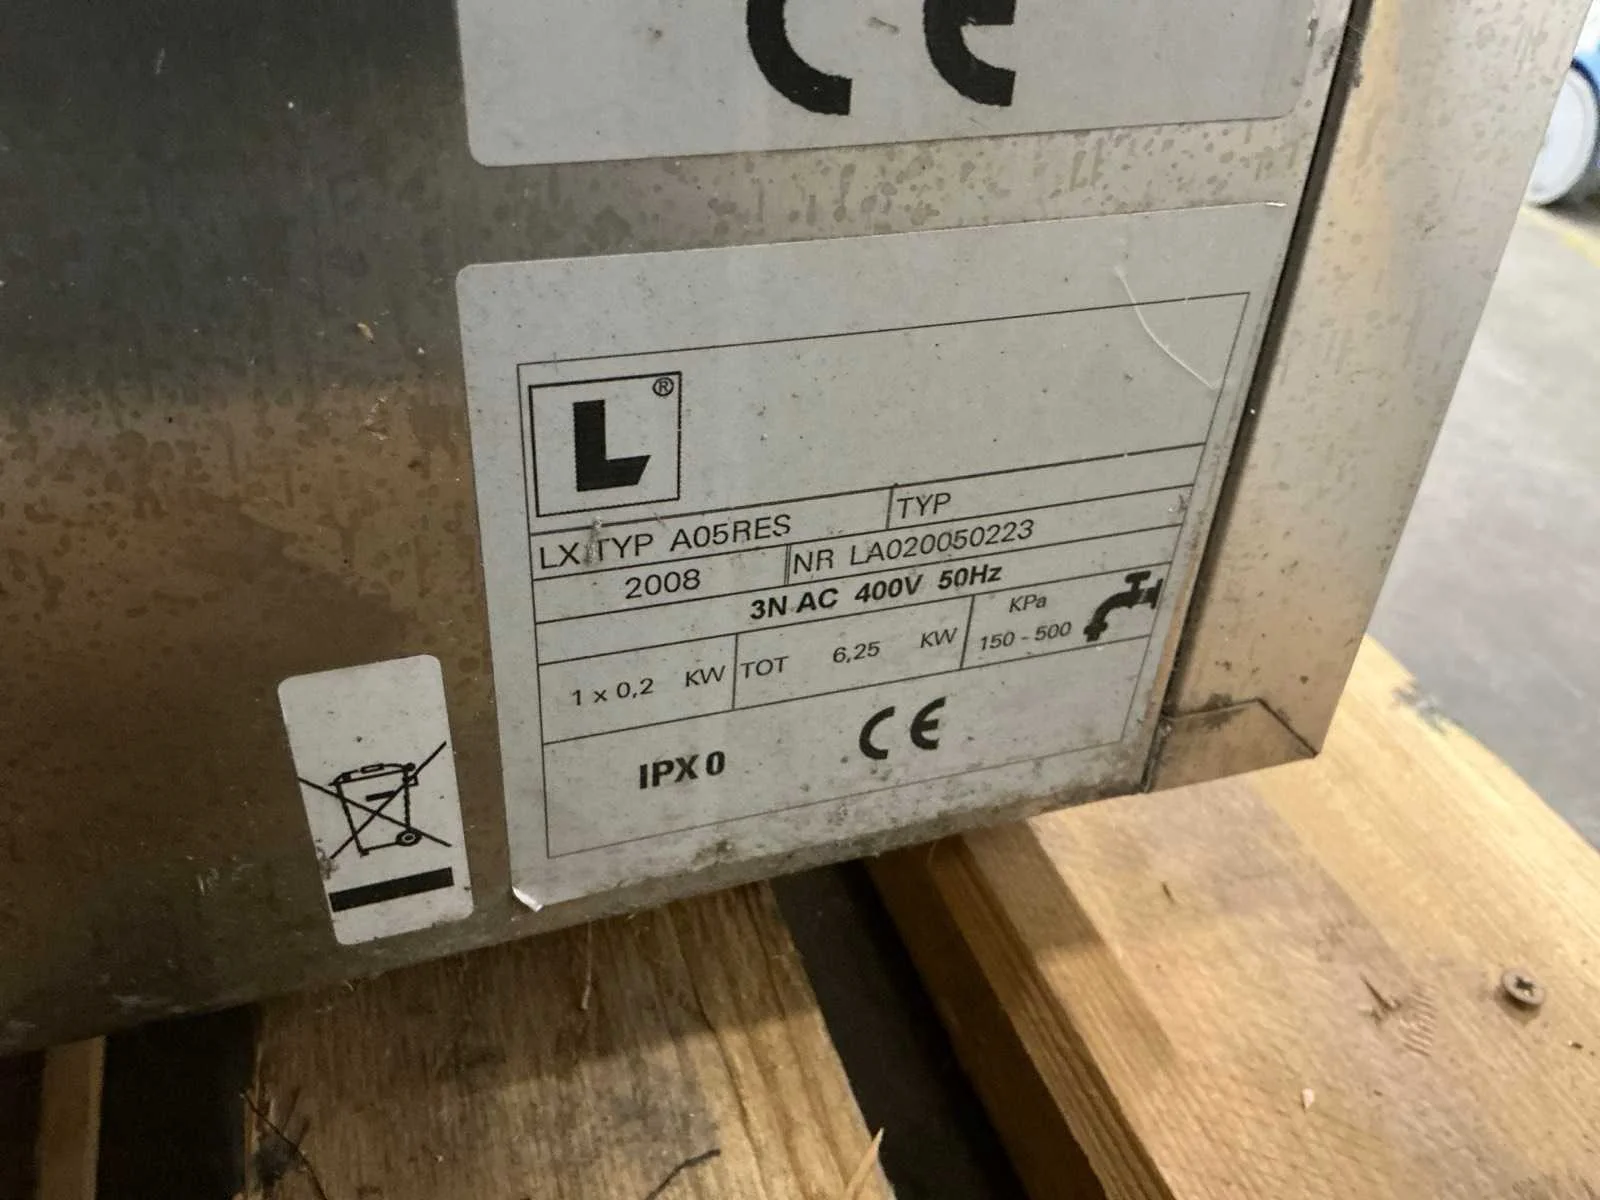 CE
L®
LX TYP A05RES TYP
2008 NR LA020050223
3N AC 400V 50Hz
1 x 0,2 KW TOT 6,25 KW KPa 150 - 500
IPX 0 CE